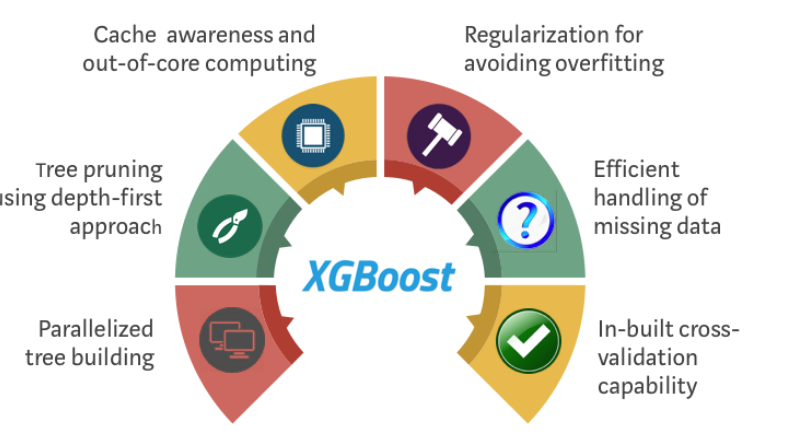 Cache awareness and
out-of-core computing
Regularization for
avoiding overfitting
Tree pruning
using depth-first
approach
Efficient
handling of
missing data
?
XGBoost
Parallelized
tree building
In-built cross-
validation
capability